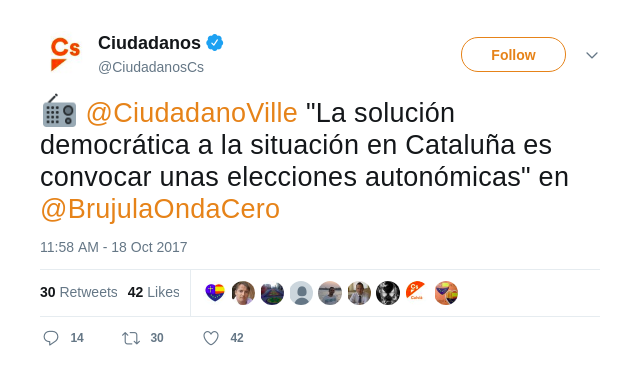 Cs
Ciudadanos
@CiudadanosCs
Follow
@CiudadanoVille "La solución
democrática a la situación en Cataluña es
convocar unas elecciones autonómicas" en
@BrujulaOndaCero
11:58 AM - 18 Oct 2017
30 Retweets 42 Likes
14 30 42